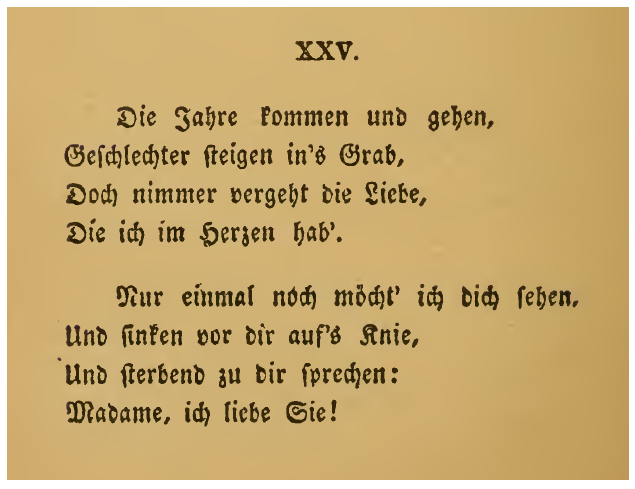 XXV.
Die Jahre kommen und gehen,
Geschlechter steigen in's Grab,
Doch nimmer vergeht die Liebe,
Die ich im Herzen hab'.
Nur einmal noch möcht' ich dich sehen,
Und sinken vor dir auf's Knie,
Und sterbend zu dir sprechen:
Madame, ich liebe Sie!